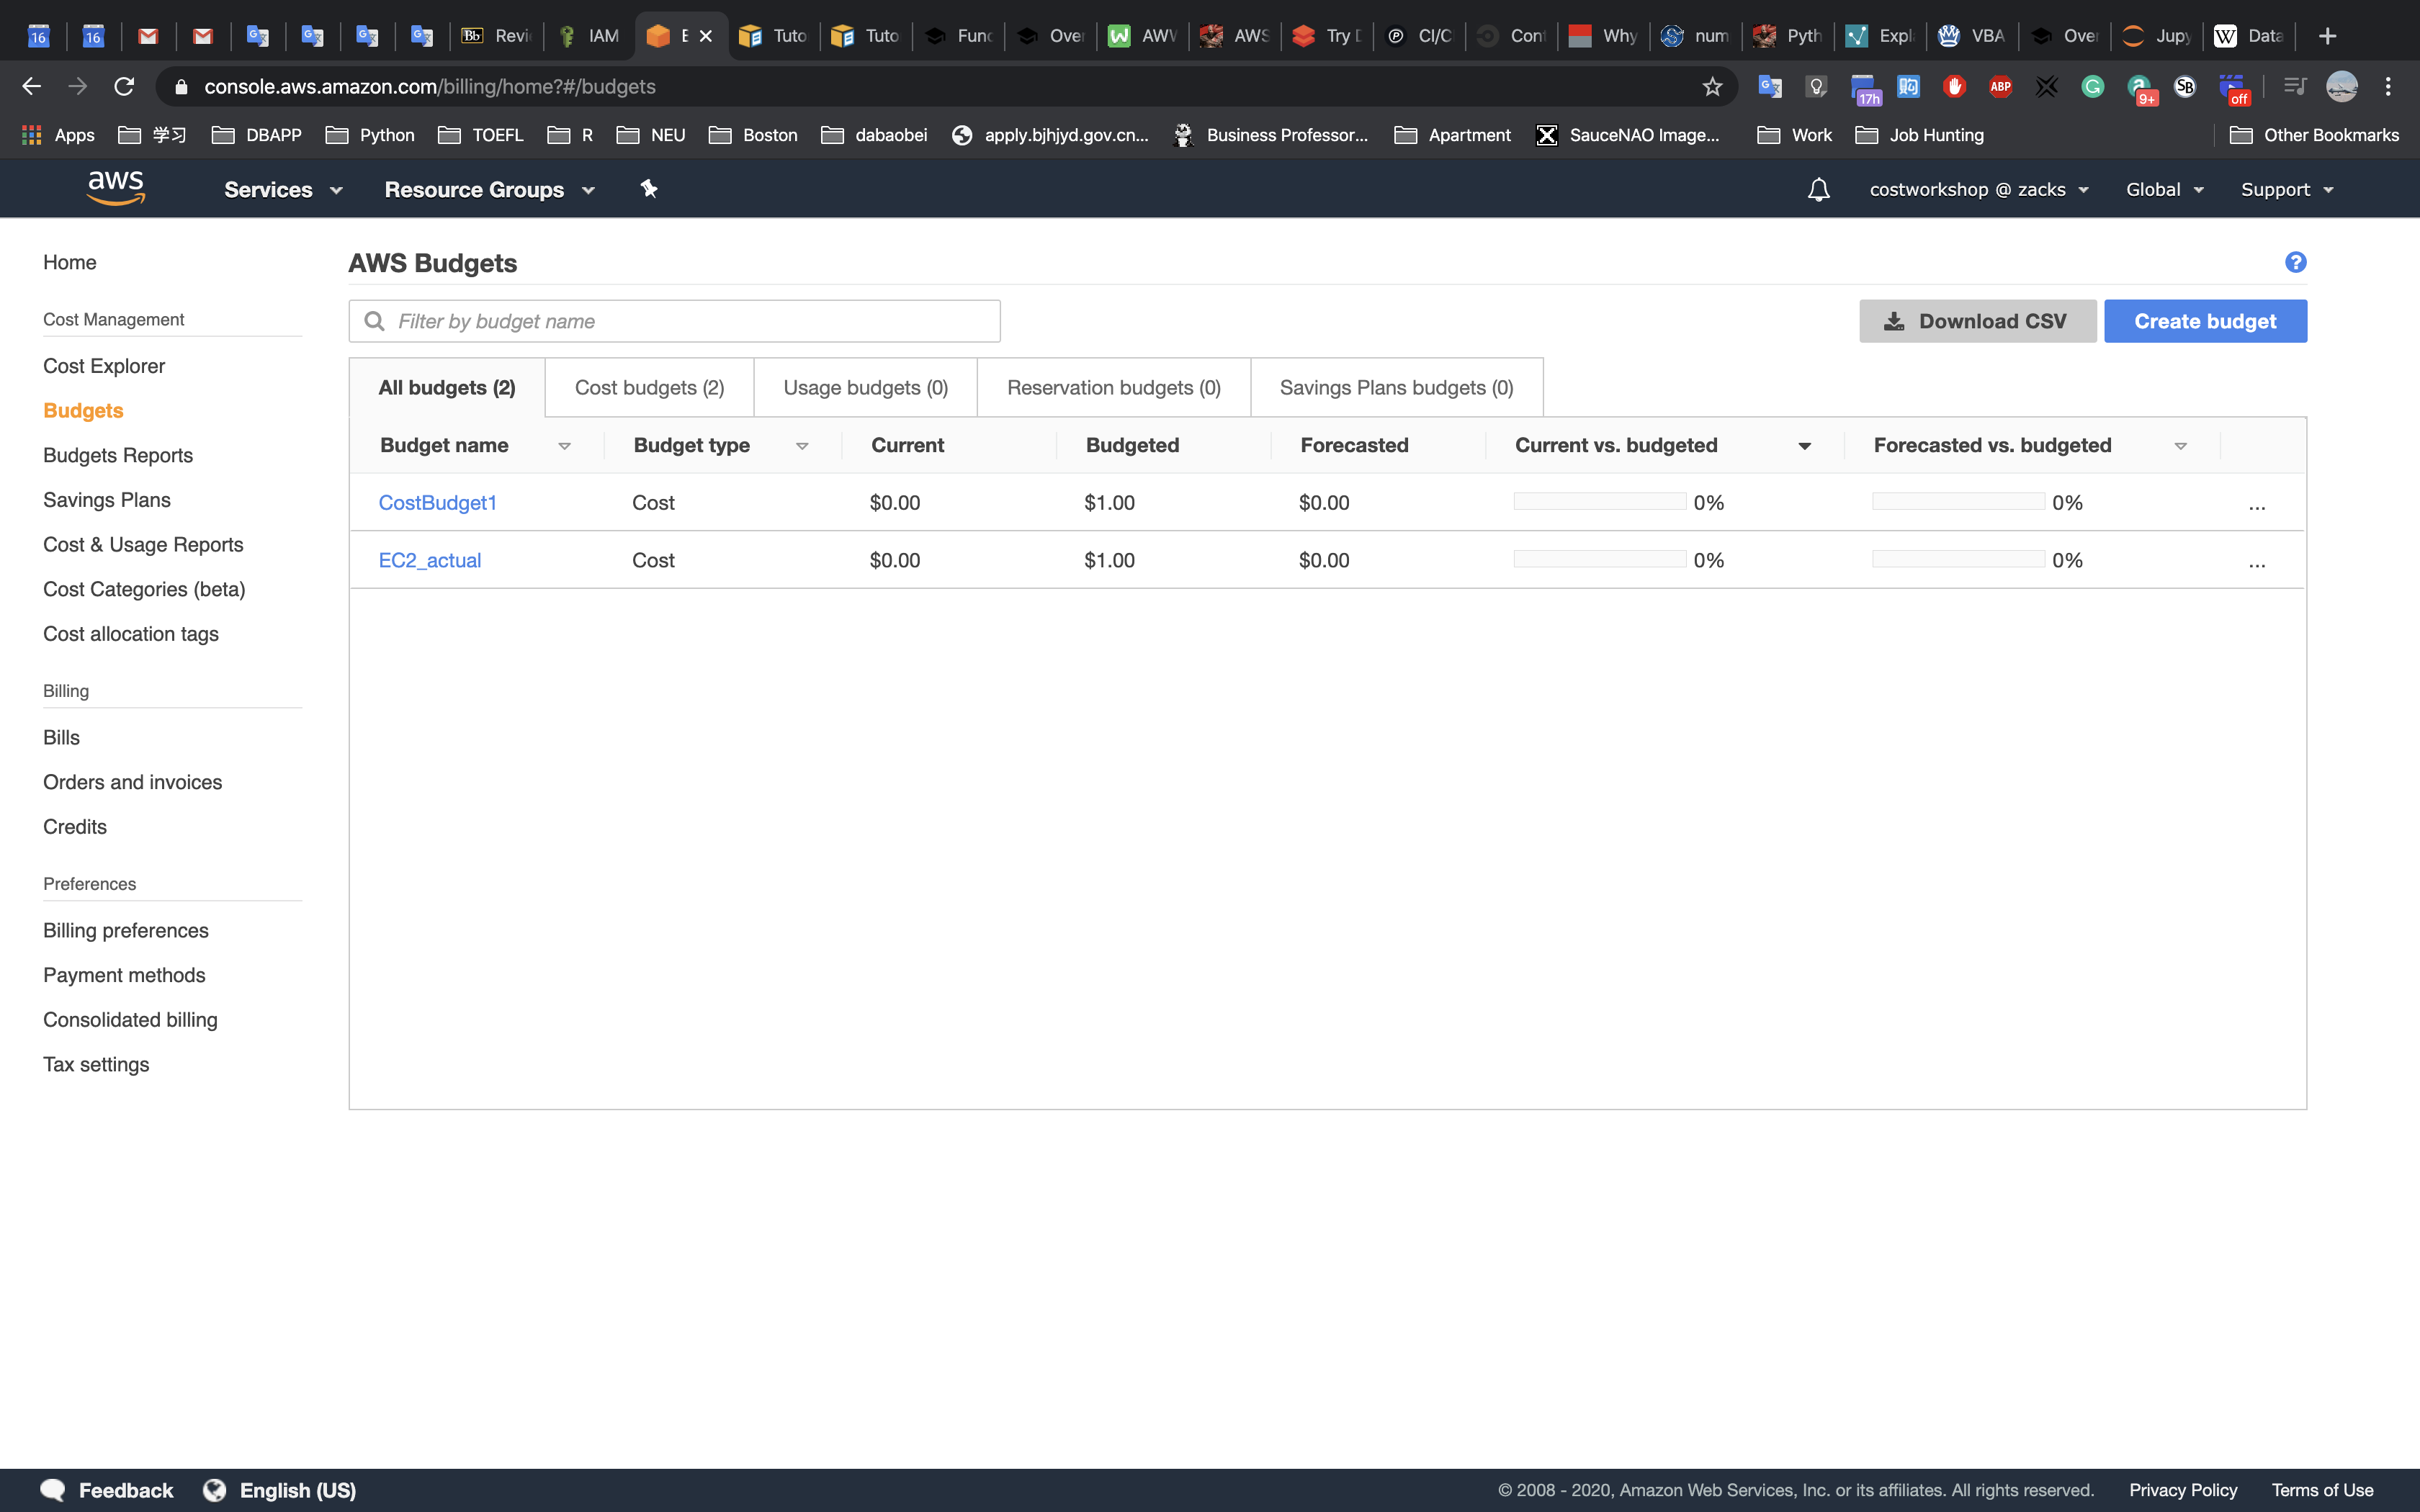 16 16 Bb Revi IAM E Tuto Tuto Func Over AWW AWS Try D CI/C Cont Why num Pyth Expl VBA Over Jupy W Data
console.aws.amazon.com/billing/home?#/budgets 17h ABP 9+ SB off
Apps 学习 DBAPP Python TOEFL R NEU Boston dabaobei apply.bjhjyd.gov.cn... Business Professor... Apartment SauceNAO Image... Work Job Hunting Other Bookmarks
aws Services Resource Groups costworkshop @ zacks Global Support
Home
AWS Budgets
Filter by budget name Download CSV Create budget
Cost Management
Cost Explorer
Budgets
Budgets Reports
Savings Plans
Cost & Usage Reports
Cost Categories (beta)
Cost allocation tags
Billing
Bills
Orders and invoices
Credits
Preferences
Billing preferences
Payment methods
Consolidated billing
Tax settings
All budgets (2) Cost budgets (2) Usage budgets (0) Reservation budgets (0) Savings Plans budgets (0)
Budget name Budget type Current Budgeted Forecasted Current vs. budgeted Forecasted vs. budgeted
CostBudget1 Cost $0.00 $1.00 $0.00 0% 0% ...
EC2_actual Cost $0.00 $1.00 $0.00 0% 0% ...
Feedback English (US) © 2008 - 2020, Amazon Web Services, Inc. or its affiliates. All rights reserved. Privacy Policy Terms of Use